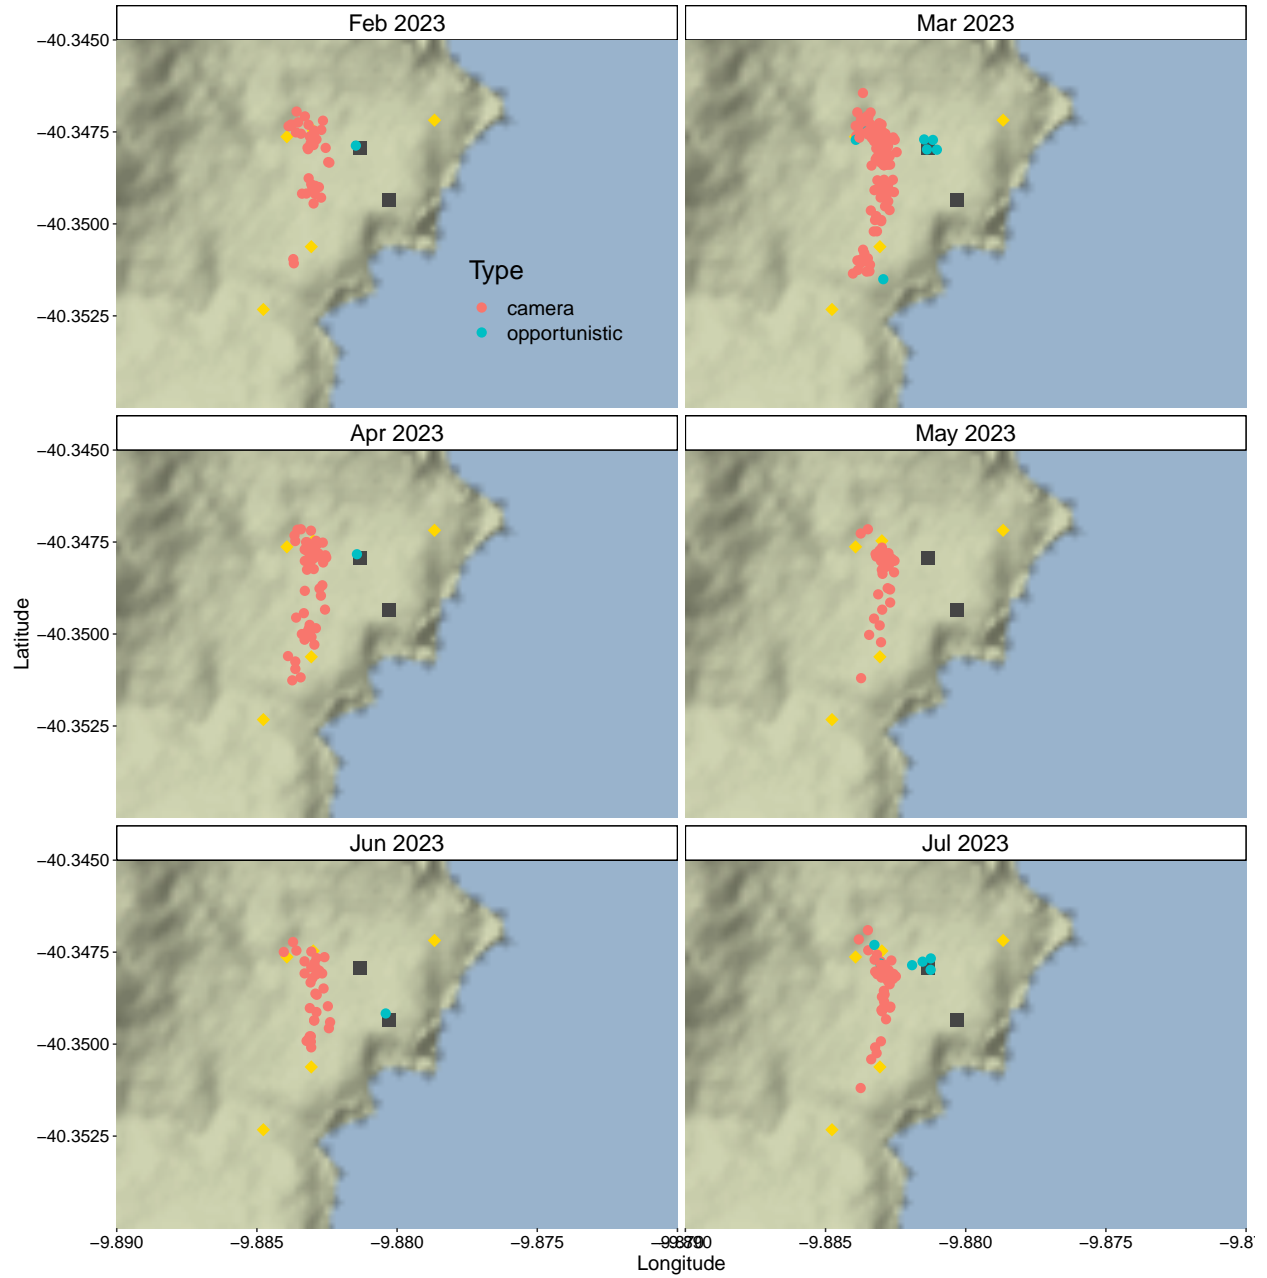 Feb 2023
Mar 2023
−40.3450
−40.3475
−40.3500
−40.3525
Type
camera
opportunistic
Apr 2023
May 2023
−40.3450
−40.3475
−40.3500
−40.3525
Latitude
Jun 2023
Jul 2023
−40.3450
−40.3475
−40.3500
−40.3525
−9.890
−9.885
−9.880
−9.875
−9.885
−9.880
−9.875
Longitude